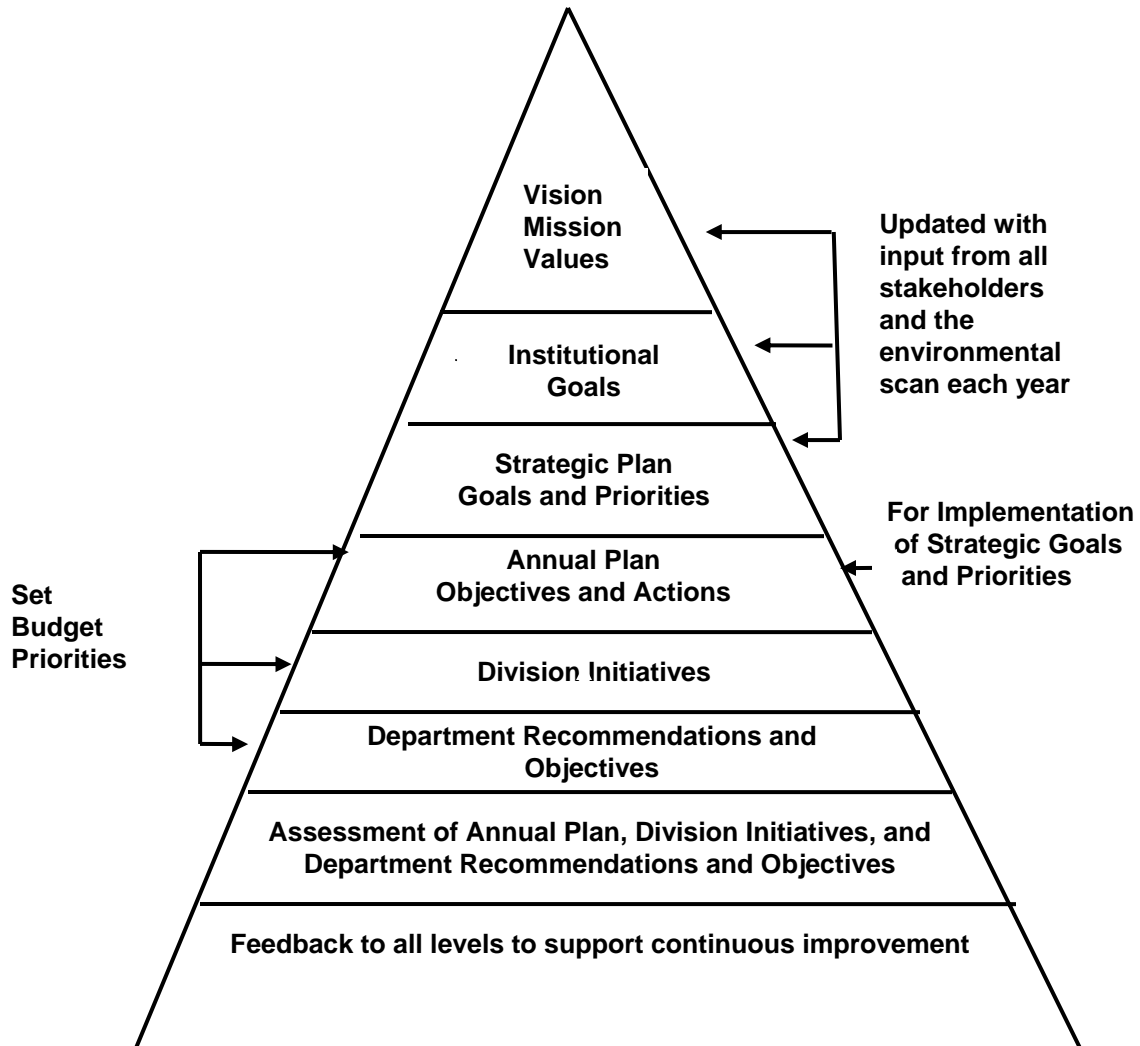 Vision
Mission
Values
Updated with
input from all
stakeholders
and the
environmental
scan each year
Institutional
Goals
Strategic Plan
Goals and Priorities
For Implementation
of Strategic Goals
and Priorities
Annual Plan
Objectives and Actions
Set
Budget
Priorities
Division Initiatives
Department Recommendations and
Objectives
Assessment of Annual Plan, Division Initiatives, and
Department Recommendations and Objectives
Feedback to all levels to support continuous improvement